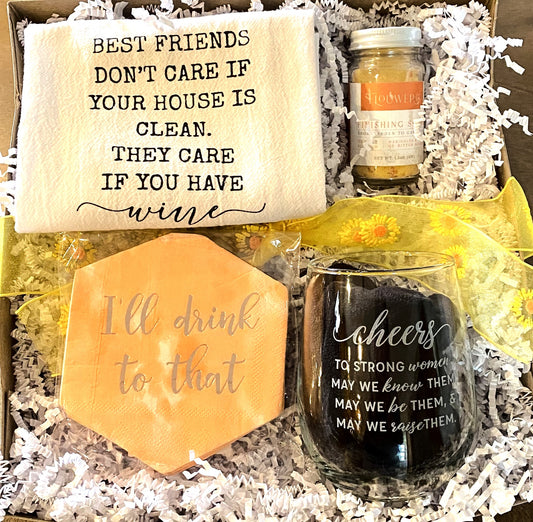 BEST FRIENDS
DON'T CARE IF
YOUR HOUSE IS
CLEAN.
THEY CARE
IF YOU HAVE
wine
I'll drink
to that
cheers
TO STRONG women
MAY WE know THEM,
MAY WE be THEM, &
MAY WE raise THEM.